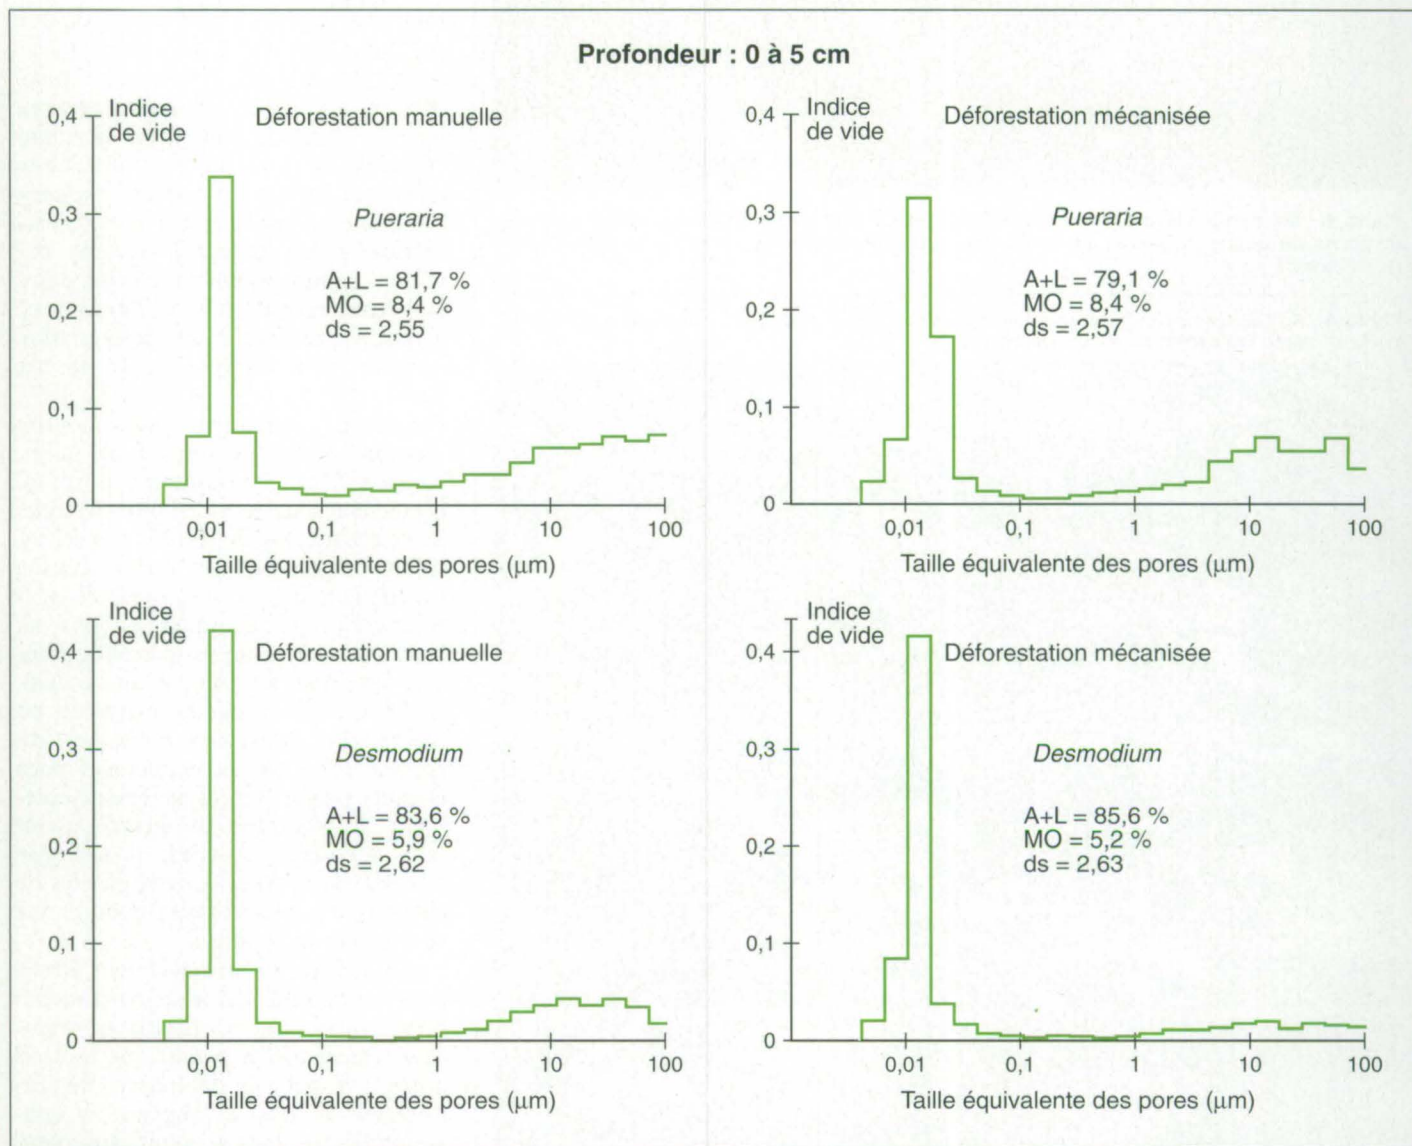 Profondeur : 0 à 5 cm
Indice
de vide
Déforestation manuelle
0,4
0,3
0,2
0,1
0
Pueraria
A+L = 81,7 %
MO = 8,4 %
ds = 2,55
0,01
0,1
1
10
100
Taille équivalente des pores (µm)
Indice
de vide
Déforestation mécanisée
0,4
0,3
0,2
0,1
0
Pueraria
A+L = 79,1 %
MO = 8,4 %
ds = 2,57
0,01
0,1
1
10
100
Taille équivalente des pores (µm)
Indice
de vide
Déforestation manuelle
0,4
0,3
0,2
0,1
0
Desmodium
A+L = 83,6 %
MO = 5,9 %
ds = 2,62
0,01
0,1
1
10
100
Taille équivalente des pores (µm)
Indice
de vide
Déforestation mécanisée
0,4
0,3
0,2
0,1
0
Desmodium
A+L = 85,6 %
MO = 5,2 %
ds = 2,63
0,01
0,1
1
10
100
Taille équivalente des pores (µm)